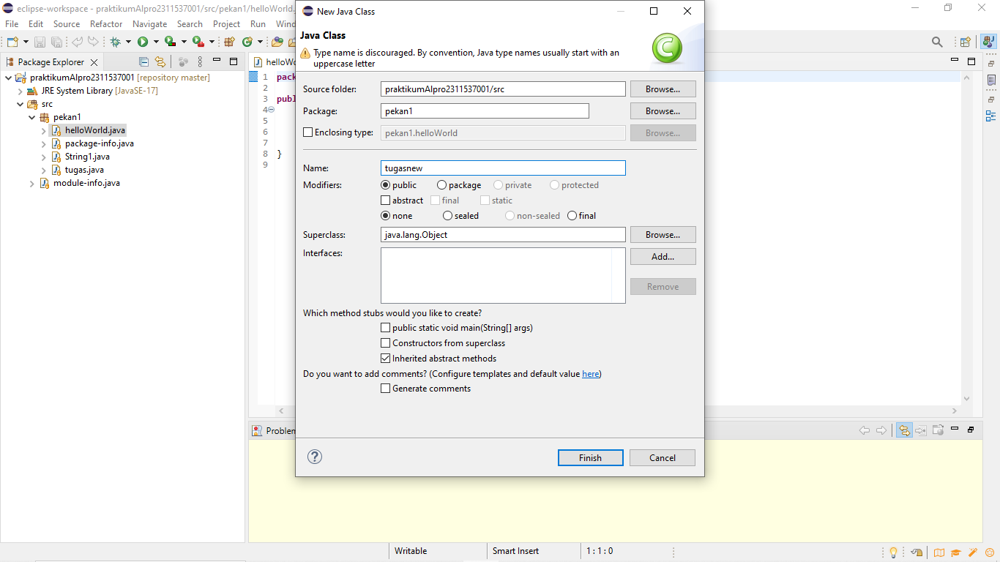 eclipse-workspace - praktikumAlpro2311537001/src/pekan1/helloWorld.
File Edit Source Refactor Navigate Search Project Run
Package Explorer
praktikumAlpro2311537001 [repository master]
JRE System Library [JavaSE-17]
src
pekan1
helloWorld.java
package-info.java
String1.java
tugas.java
module-info.java
1
2
3
4
5
6
7
8 }
9
New Java Class
Java Class
Type name is discouraged. By convention, Java type names usually start with an
uppercase letter
Source folder: praktikumAlpro2311537001/src Browse...
Package: pekan1 Browse...
Enclosing type: pekan1.helloWorld Browse...
Name: tugasnew
Modifiers: public package private protected
abstract final static
none sealed non-sealed final
Superclass: java.lang.Object Browse...
Interfaces: Add...
Remove
Which method stubs would you like to create?
public static void main(String[] args)
Constructors from superclass
Inherited abstract methods
Do you want to add comments? (Configure templates and default value here)
Generate comments
Finish Cancel
Writable Smart Insert 1 : 1 : 0